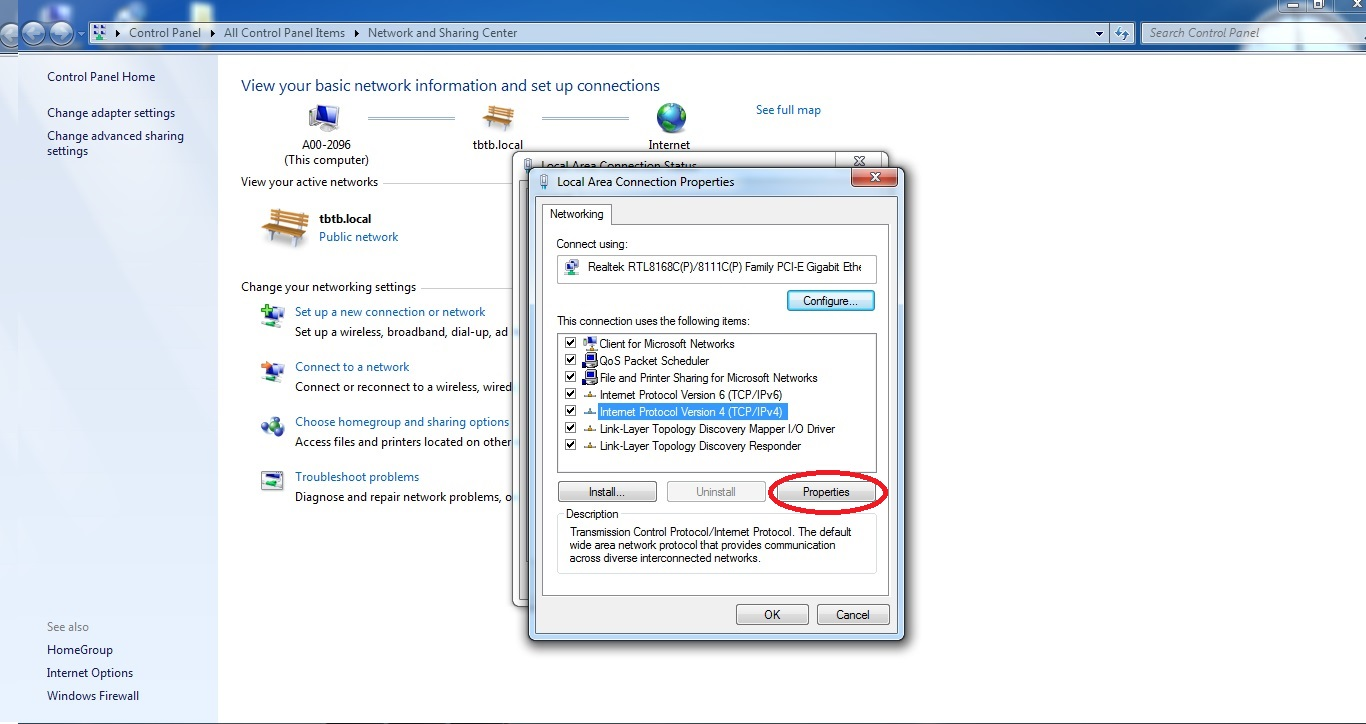 Control Panel
All Control Panel Items
Network and Sharing Center
Search Control Panel
Control Panel Home
Change adapter settings
Change advanced sharing
settings
See also
HomeGroup
Internet Options
Windows Firewall
View your basic network information and set up connections
A00-2096
(This computer)
tbtb.local
Internet
See full map
View your active networks
tbtb.local
Public network
Change your networking settings
Set up a new connection or network
Set up a wireless, broadband, dial-up, ad
Connect to a network
Connect or reconnect to a wireless, wired
Choose homegroup and sharing options
Access files and printers located on other
Troubleshoot problems
Diagnose and repair network problems, o
Local Area Connection Status
Local Area Connection Properties
Networking
Connect using:
Realtek RTL8168C(P)/8111C(P) Family PCI-E Gigabit Ethe
Configure...
This connection uses the following items:
Client for Microsoft Networks
QoS Packet Scheduler
File and Printer Sharing for Microsoft Networks
Internet Protocol Version 6 (TCP/IPv6)
Internet Protocol Version 4 (TCP/IPv4)
Link-Layer Topology Discovery Mapper I/O Driver
Link-Layer Topology Discovery Responder
Install...
Uninstall
Properties
Description
Transmission Control Protocol/Internet Protocol. The default
wide area network protocol that provides communication
across diverse interconnected networks.
OK
Cancel